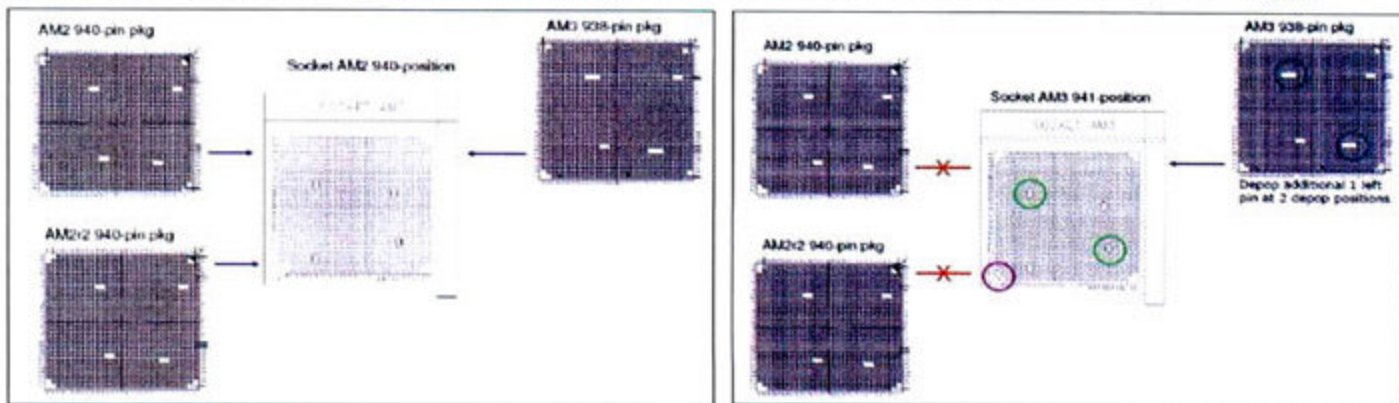 AM2 940-pin pkg
AM3 938-pin pkg
Socket AM2 940-position
AM2r2 940-pin pkg
AM2 940-pin pkg
AM3 938-pin pkg
Socket AM3 941-position
SOCKET AM3
Depop additional 1 left
pin at 2 depop positions
AM2r2 940-pin pkg